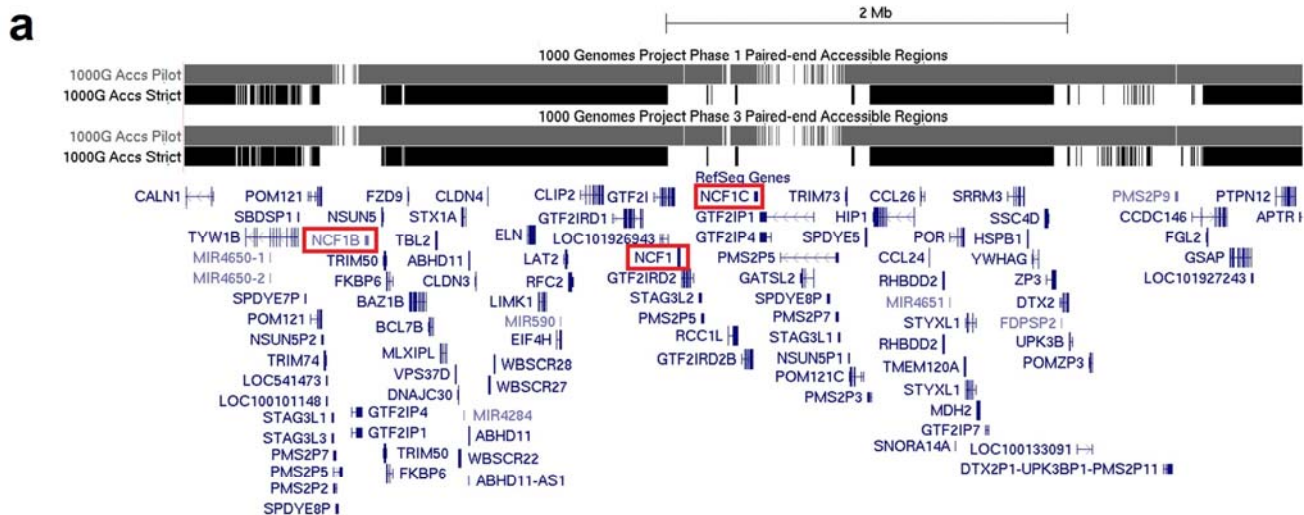 a
2 Mb
1000 Genomes Project Phase 1 Paired-end Accessible Regions
1000G Accs Pilot
1000G Accs Strict
1000 Genomes Project Phase 3 Paired-end Accessible Regions
1000G Accs Pilot
1000G Accs Strict
RefSeq Genes
CALN1 POM121 FZD9 CLDN4 CLIP2 GTF2I NCF1C TRIM73 CCL26 SRRM3 PMS2P9 PTPN12
SBDSP1 NSUN5 STX1A GTF2IRD1 GTF2IP1 HIP1 SSC4D CCDC146 APTR
TYW1B NCF1B TBL2 ELN LOC101926943 GTF2IP4 SPDYE5 POR HSPB1 FGL2
MIR4650-1 TRIM50 ABHD11 LAT2 NCF1 PMS2P5 CCL24 YWHAG GSAP
MIR4650-2 FKBP6 CLDN3 RFC2 GTF2IRD2 GATSL2 RHBDD2 ZP3 LOC101927243
SPDYE7P BAZ1B LIMK1 STAG3L2 SPDYE8P MIR4651 DTX2
POM121 BCL7B MIR590 PMS2P5 PMS2P7 STYXL1 FDPSP2
NSUN5P2 EIF4H RCC1L STAG3L1 RHBDD2 UPK3B
TRIM74 MLXIPL WBSCR28 GTF2IRD2B NSUN5P1 TMEM120A POMZP3
LOC541473 VPS37D WBSCR27 POM121C STYXL1
LOC100101148 DNAJC30 PMS2P3 MDH2
STAG3L1 GTF2IP4 MIR4284 GTF2IP7
STAG3L3 GTF2IP1 ABHD11 SNORA14A LOC100133091
PMS2P7 TRIM50 WBSCR22 DTX2P1-UPK3BP1-PMS2P11
PMS2P5 FKBP6 ABHD11-AS1
PMS2P2
SPDYE8P